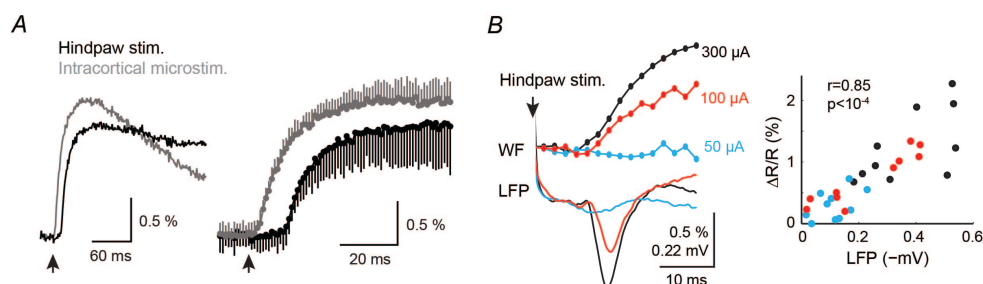 A
Hindpaw stim.
Intracortical microstim.
0.5 %
60 ms
0.5 %
20 ms
B
Hindpaw stim.
300 µA
100 µA
50 µA
WF
LFP
0.5 %
0.22 mV
10 ms
r=0.85
p<10⁻⁴
ΔR/R (%)
2
1
0
0
0.2
0.4
0.6
LFP (−mV)